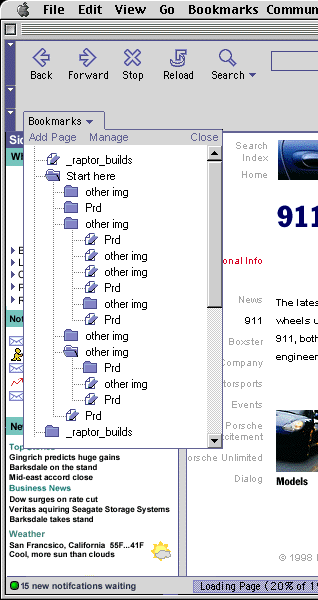 File Edit View Go Bookmarks Commun
Back Forward Stop Reload Search
Bookmarks
Add Page Manage Close
_raptor_builds
Start here
other img
Prd
other img
Prd
other img
other img
Prd
other img
Prd
other img
other img
Prd
other img
Prd
Prd
_raptor_builds
Sid
Wh
B
L
C
P
R
Not
Ne
Top Stories
Gingrich predicts huge gains
Barksdale on the stand
Mid-east accord close
Business News
Dow surges on rate cut
Veritas aquiring Seagate Storage Systems
Barksdale takes stand
Weather
San Francsico, California 55F...41F
Cool, more sun than clouds
Search
Index
Home
911
onal Info
News
911
Boxster
Company
otorsports
Events
Porsche
citement
orsche Unlimited
Dialog
The lates
wheels u
911, both
engineer
Models
© 1998
15 new notifcations waiting
Loading Page (20% of 19